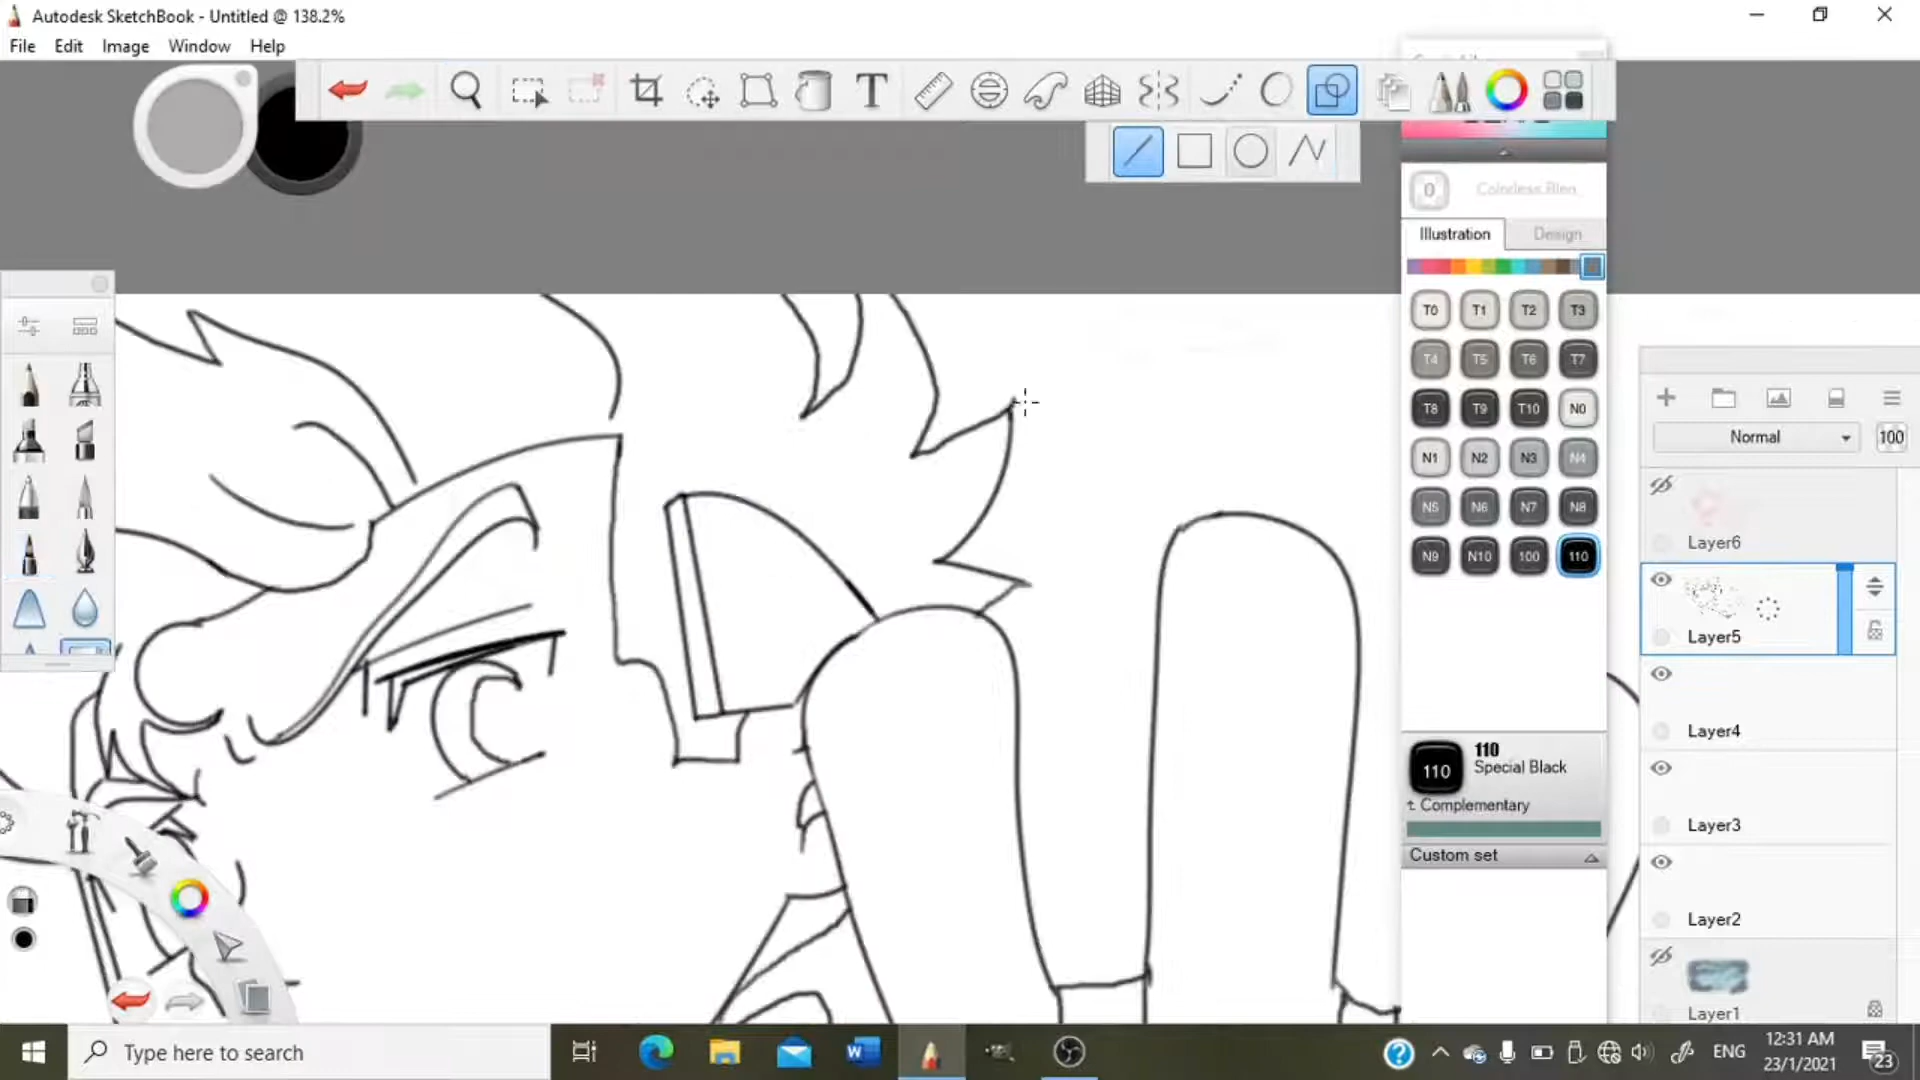 Autodesk SketchBook - Untitled @ 138.2%
File Edit Image Window Help
T
0 Colorless Blen
Illustration Design
T0 T1 T2 T3
T4 T5 T6 T7
T8 T9 T10 N0
N1 N2 N3 N4
N5 N6 N7 N8
N9 N10 100 110
110 110
Special Black
Complementary
Custom set
Normal 100
Layer6
Layer5
Layer4
Layer3
Layer2
Layer1
Type here to search
ENG
12:31 AM
23/1/2021
23